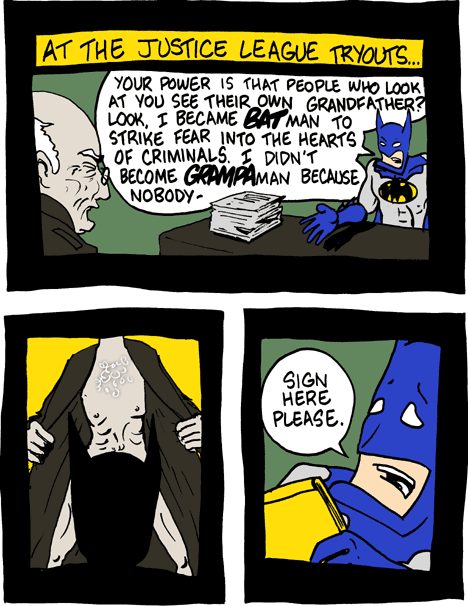 AT THE JUSTICE LEAGUE TRYOUTS...
YOUR POWER IS THAT PEOPLE WHO LOOK
AT YOU SEE THEIR OWN GRANDFATHER?
LOOK, I BECAME BATMAN TO
STRIKE FEAR INTO THE HEARTS
OF CRIMINALS. I DIDN'T
BECOME GRAMPAMAN BECAUSE
NOBODY-
SIGN
HERE
PLEASE.